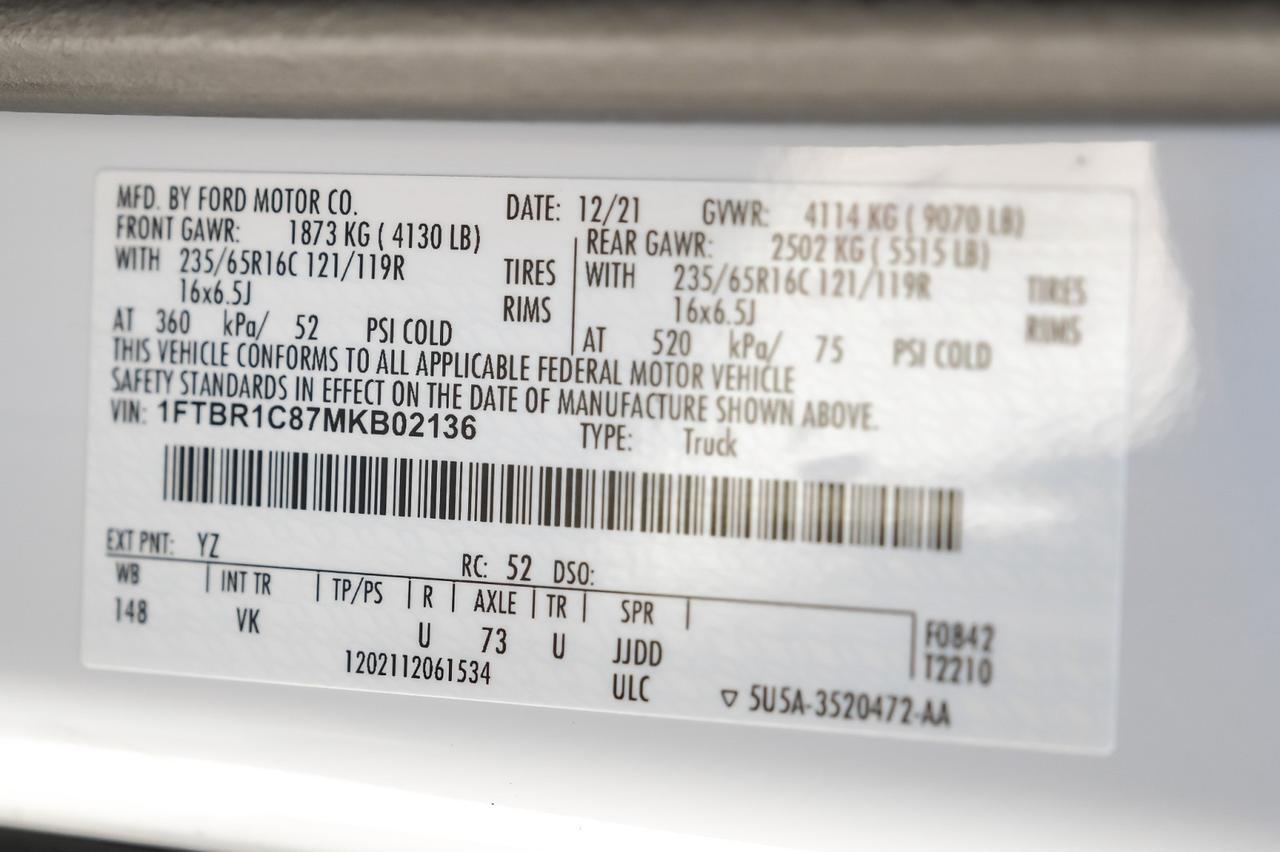 MFD. BY FORD MOTOR CO. DATE: 12/21 GVWR: 4114 KG ( 9070 LB)
FRONT GAWR: 1873 KG ( 4130 LB) REAR GAWR: 2502 KG ( 5515 LB)
WITH 235/65R16C 121/119R TIRES WITH 235/65R16C 121/119R TIRES
16x6.5J RIMS 16x6.5J RIMS
AT 360 kPa/ 52 PSI COLD AT 520 kPa/ 75 PSI COLD
THIS VEHICLE CONFORMS TO ALL APPLICABLE FEDERAL MOTOR VEHICLE
SAFETY STANDARDS IN EFFECT ON THE DATE OF MANUFACTURE SHOWN ABOVE.
VIN: 1FTBR1C87MKB02136 TYPE: Truck
EXT PNT: YZ RC: 52 DSO:
WB INT TR TP/PS R AXLE TR SPR F0842
148 VK U 73 U JJDD T2210
1202112061534 ULC ▽ 5U5A-3520472-AA